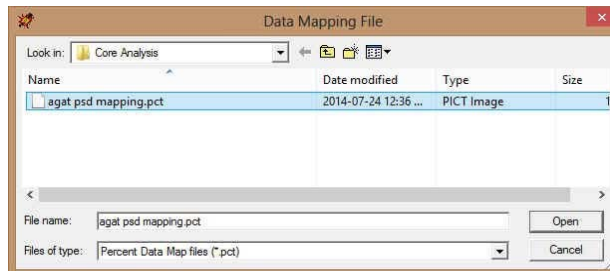 Data Mapping File
Look in: Core Analysis
Name Date modified Type Size
agat psd mapping.pct 2014-07-24 12:36 ... PICT Image 1
File name: agat psd mapping.pct Open
Files of type: Percent Data Map files (*.pct) Cancel